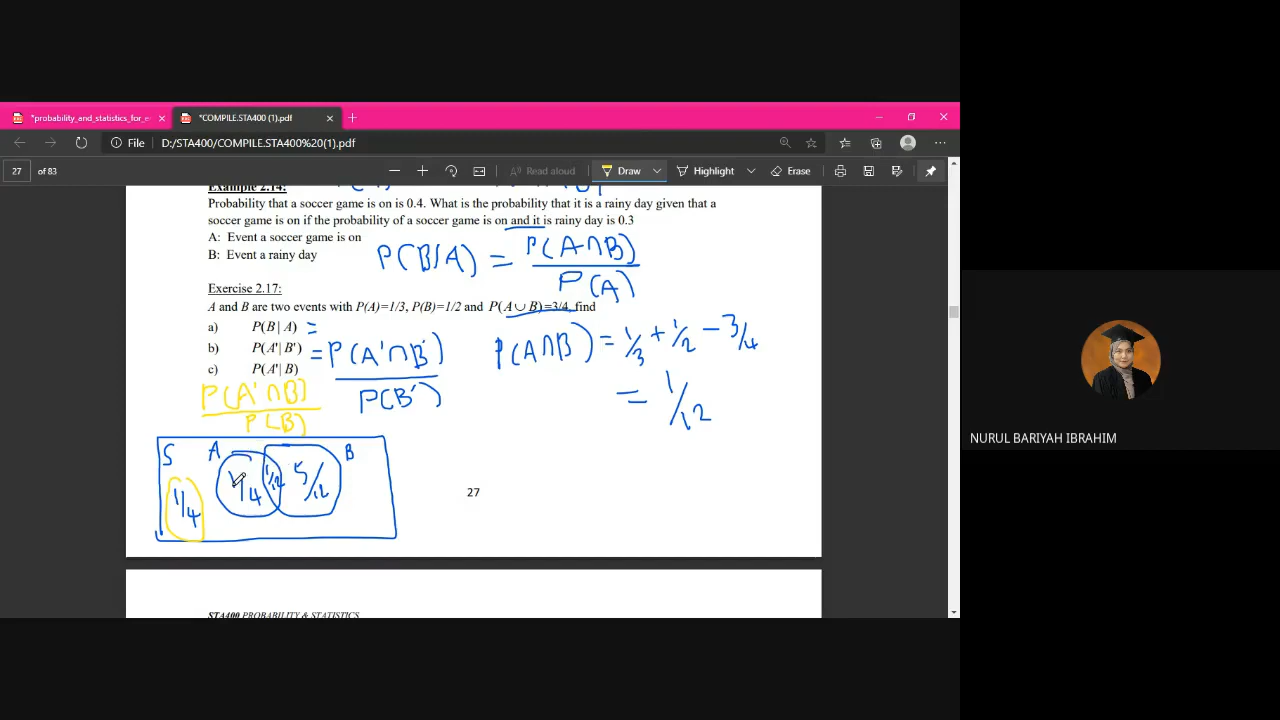 *probability_and_statistics_for_e
*COMPILE.STA400 (1).pdf
File
D:/STA400/COMPILE.STA400%20(1).pdf
27 of 83
Read aloud
Draw
Highlight
Erase
Example 2.14:
Probability that a soccer game is on is 0.4. What is the probability that it is a rainy day given that a
soccer game is on if the probability of a soccer game is on and it is rainy day is 0.3
A: Event a soccer game is on
B: Event a rainy day
P(B/A) = P(A∩B)
P(A)
Exercise 2.17:
A and B are two events with P(A)=1/3, P(B)=1/2 and P(A ∪ B)=3/4, find
a) P(B | A) =
b) P(A'| B') = P(A'∩B')
P(B')
c) P(A'| B)
P(A'∩B)
P(B)
P(A∩B) = 1/3 + 1/2 - 3/4
= 1/12
S A B
1/4 1/4 1/12 5/12
27
STA400 PROBABILITY & STATISTICS
NURUL BARIYAH IBRAHIM